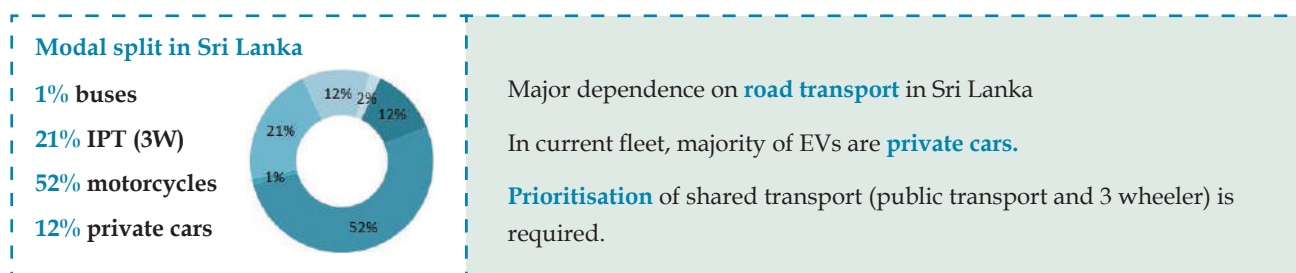 Modal split in Sri Lanka
1% buses
21% IPT (3W)
52% motorcycles
12% private cars
12%
2%
12%
21%
1%
52%
Major dependence on road transport in Sri Lanka
In current fleet, majority of EVs are private cars.
Prioritisation of shared transport (public transport and 3 wheeler) is
required.